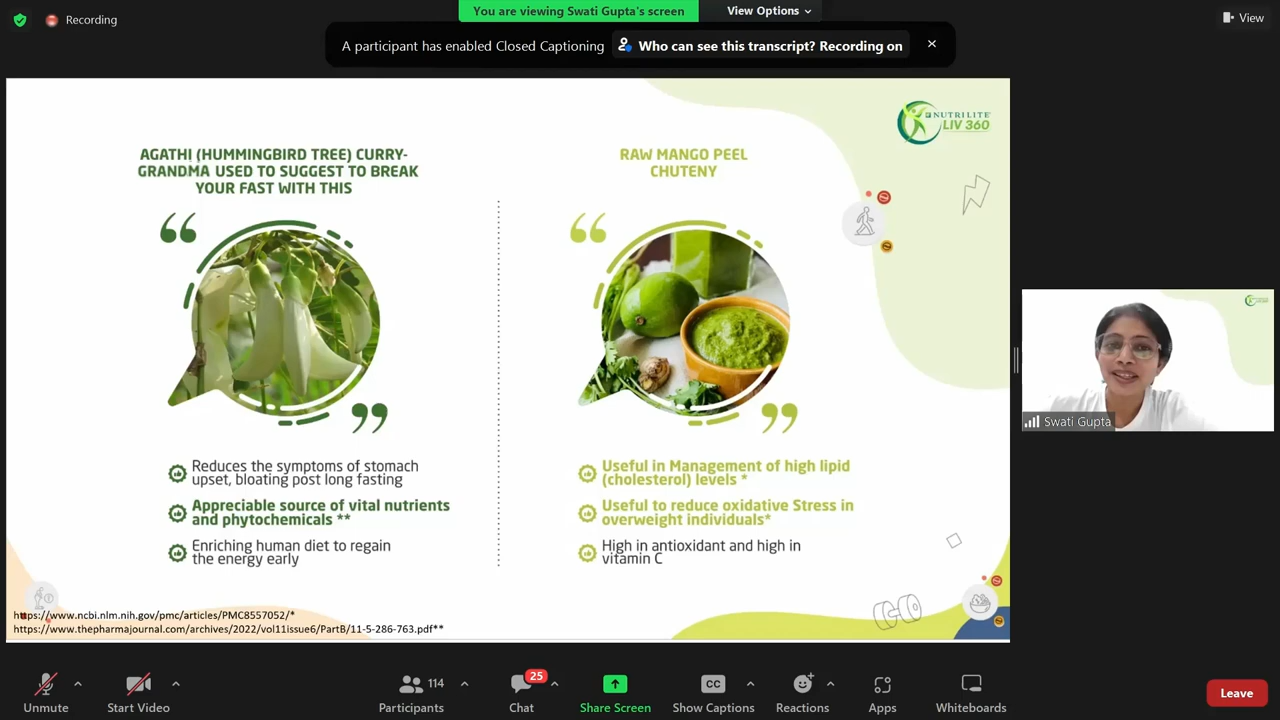 You are viewing Swati Gupta's screen
View Options
Recording
View
A participant has enabled Closed Captioning
Who can see this transcript? Recording on
NUTRILITE
LIV 360
AGATHI (HUMMINGBIRD TREE) CURRY-
GRANDMA USED TO SUGGEST TO BREAK
YOUR FAST WITH THIS
Reduces the symptoms of stomach
upset, bloating post long fasting
Appreciable source of vital nutrients
and phytochemicals **
Enriching human diet to regain
the energy early
RAW MANGO PEEL
CHUTENY
Useful in Management of high lipid
(cholesterol) levels *
Useful to reduce oxidative Stress in
overweight individuals*
High in antioxidant and high in
vitamin C
https://www.ncbi.nlm.nih.gov/pmc/articles/PMC8557052/*
https://www.thepharmajournal.com/archives/2022/vol11issue6/PartB/11-5-286-763.pdf**
Swati Gupta
Unmute
Start Video
114
Participants
25
Chat
Share Screen
CC
Show Captions
Reactions
Apps
Whiteboards
Leave